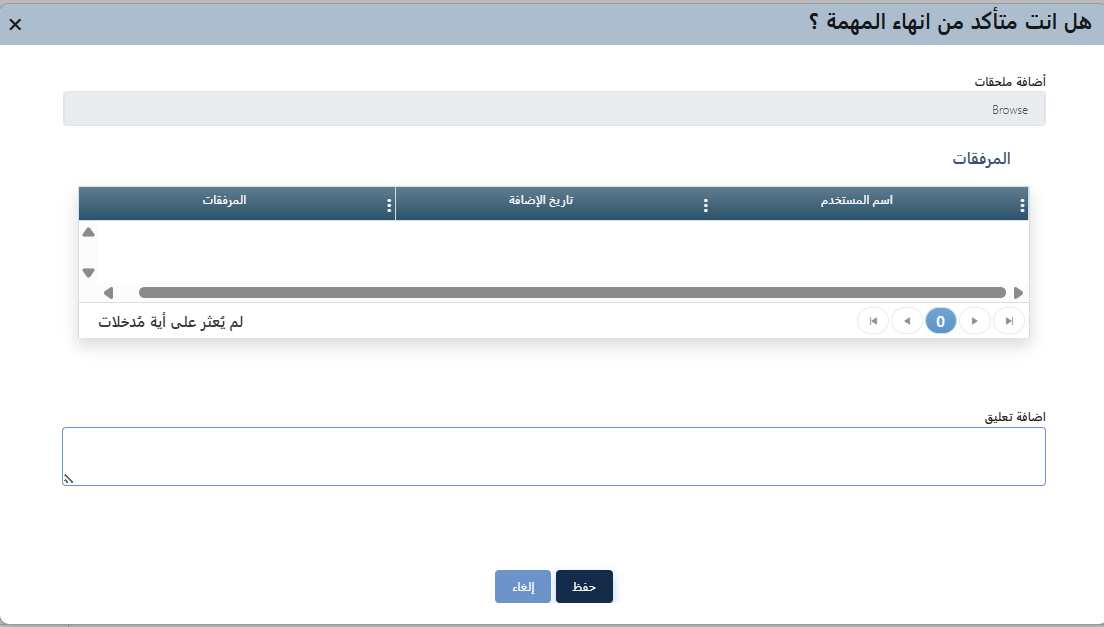 هل انت متأكد من انهاء المهمة ؟
أضافة ملحقات
Browse
المرفقات
اسم المستخدم تاريخ الإضافة المرفقات
0 لم يُعثر على أية مُدخلات
اضافة تعليق
حفظ إلغاء